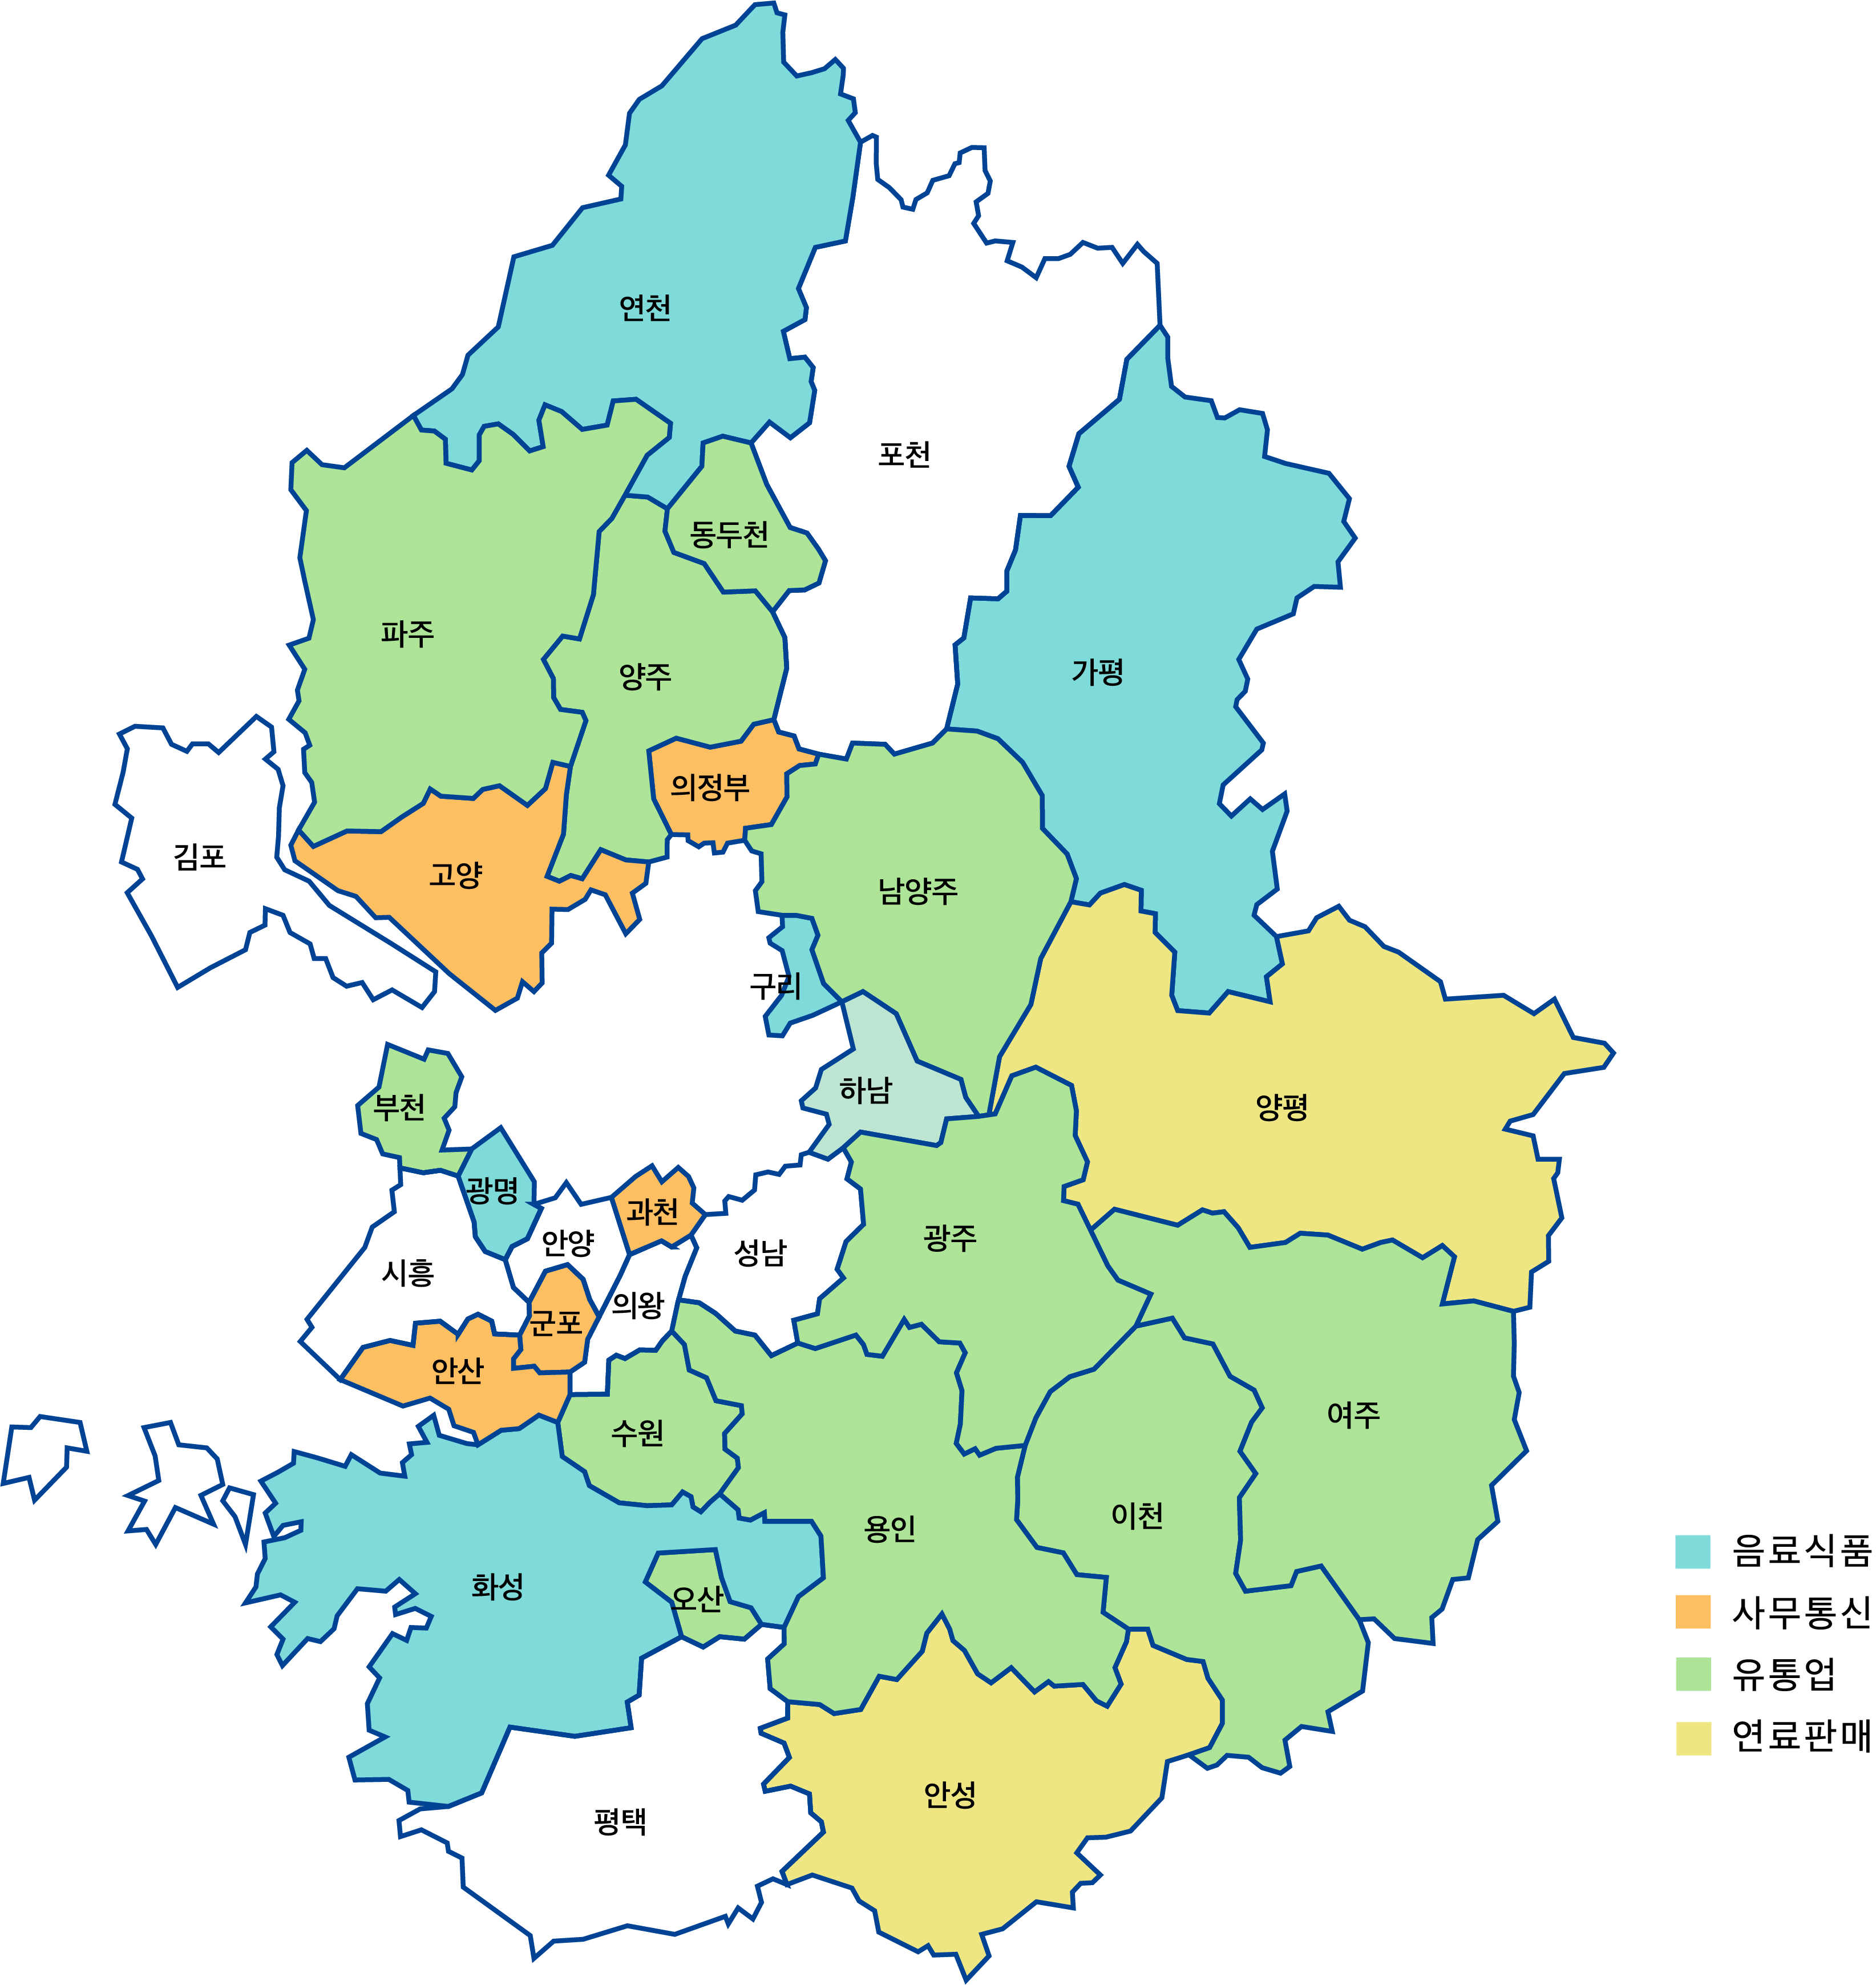 연천
포천
동두천
파주
양주
가평
의정부
김포
고양
남양주
구리
하남
부천
양평
광명
과천
안양
광주
성남
시흥
의왕
군포
안산
여주
수원
이천
용인
음료식품
화성
오산
사무통신
유통업
연료판매
안성
평택